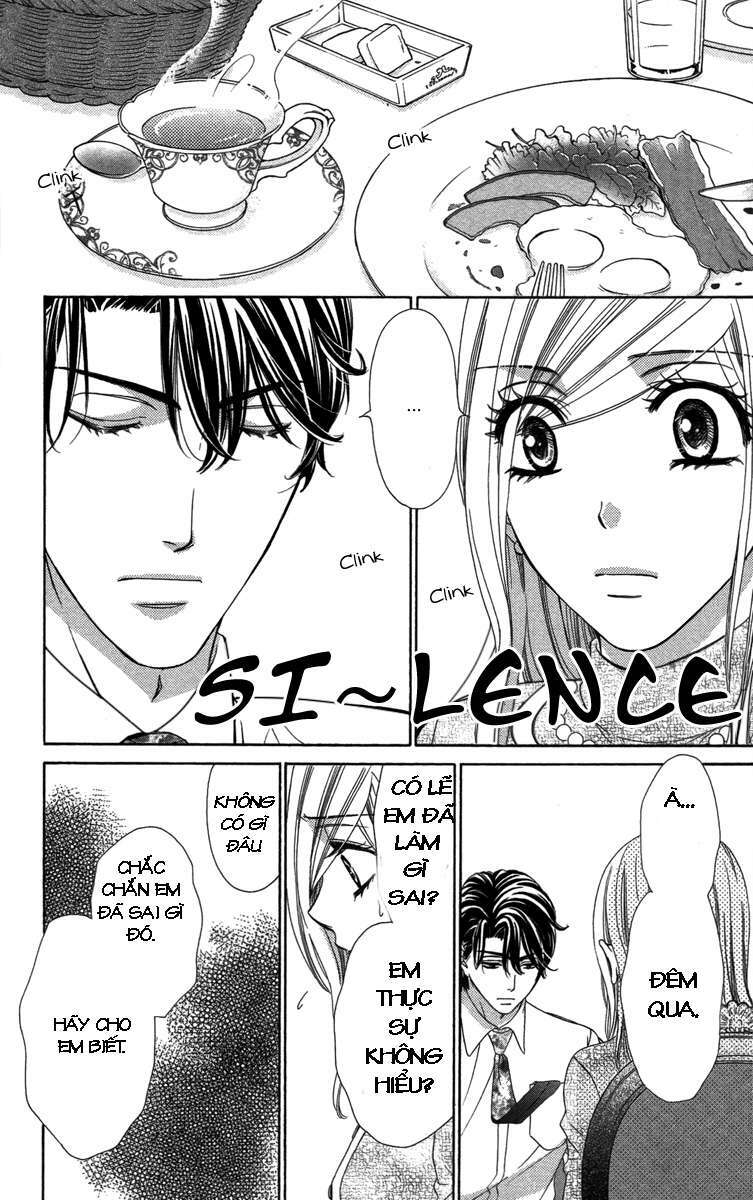 Clink
Clink
...
Clink
Clink
SI~LENCE
À...
ĐÊM
QUA.
CÓ LẼ
EM ĐÃ
LÀM
GÌ
SAI?
EM
THỰC
SỰ
KHÔNG
HIỂU?
KHÔNG
CÓ GÌ
ĐÂU
CHẮC
CHẮN EM
ĐÃ SAI GÌ
ĐÓ.
HÃY CHO
EM BIẾT.